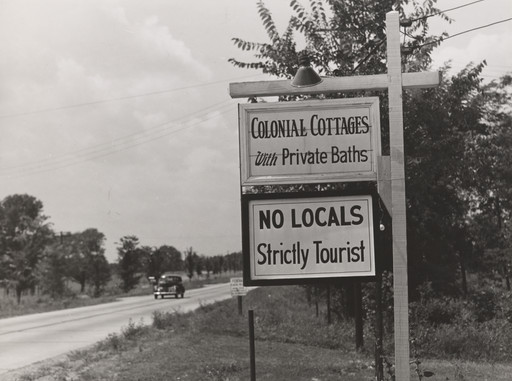 COLONIAL COTTAGES
With Private Baths
NO LOCALS
Strictly Tourist